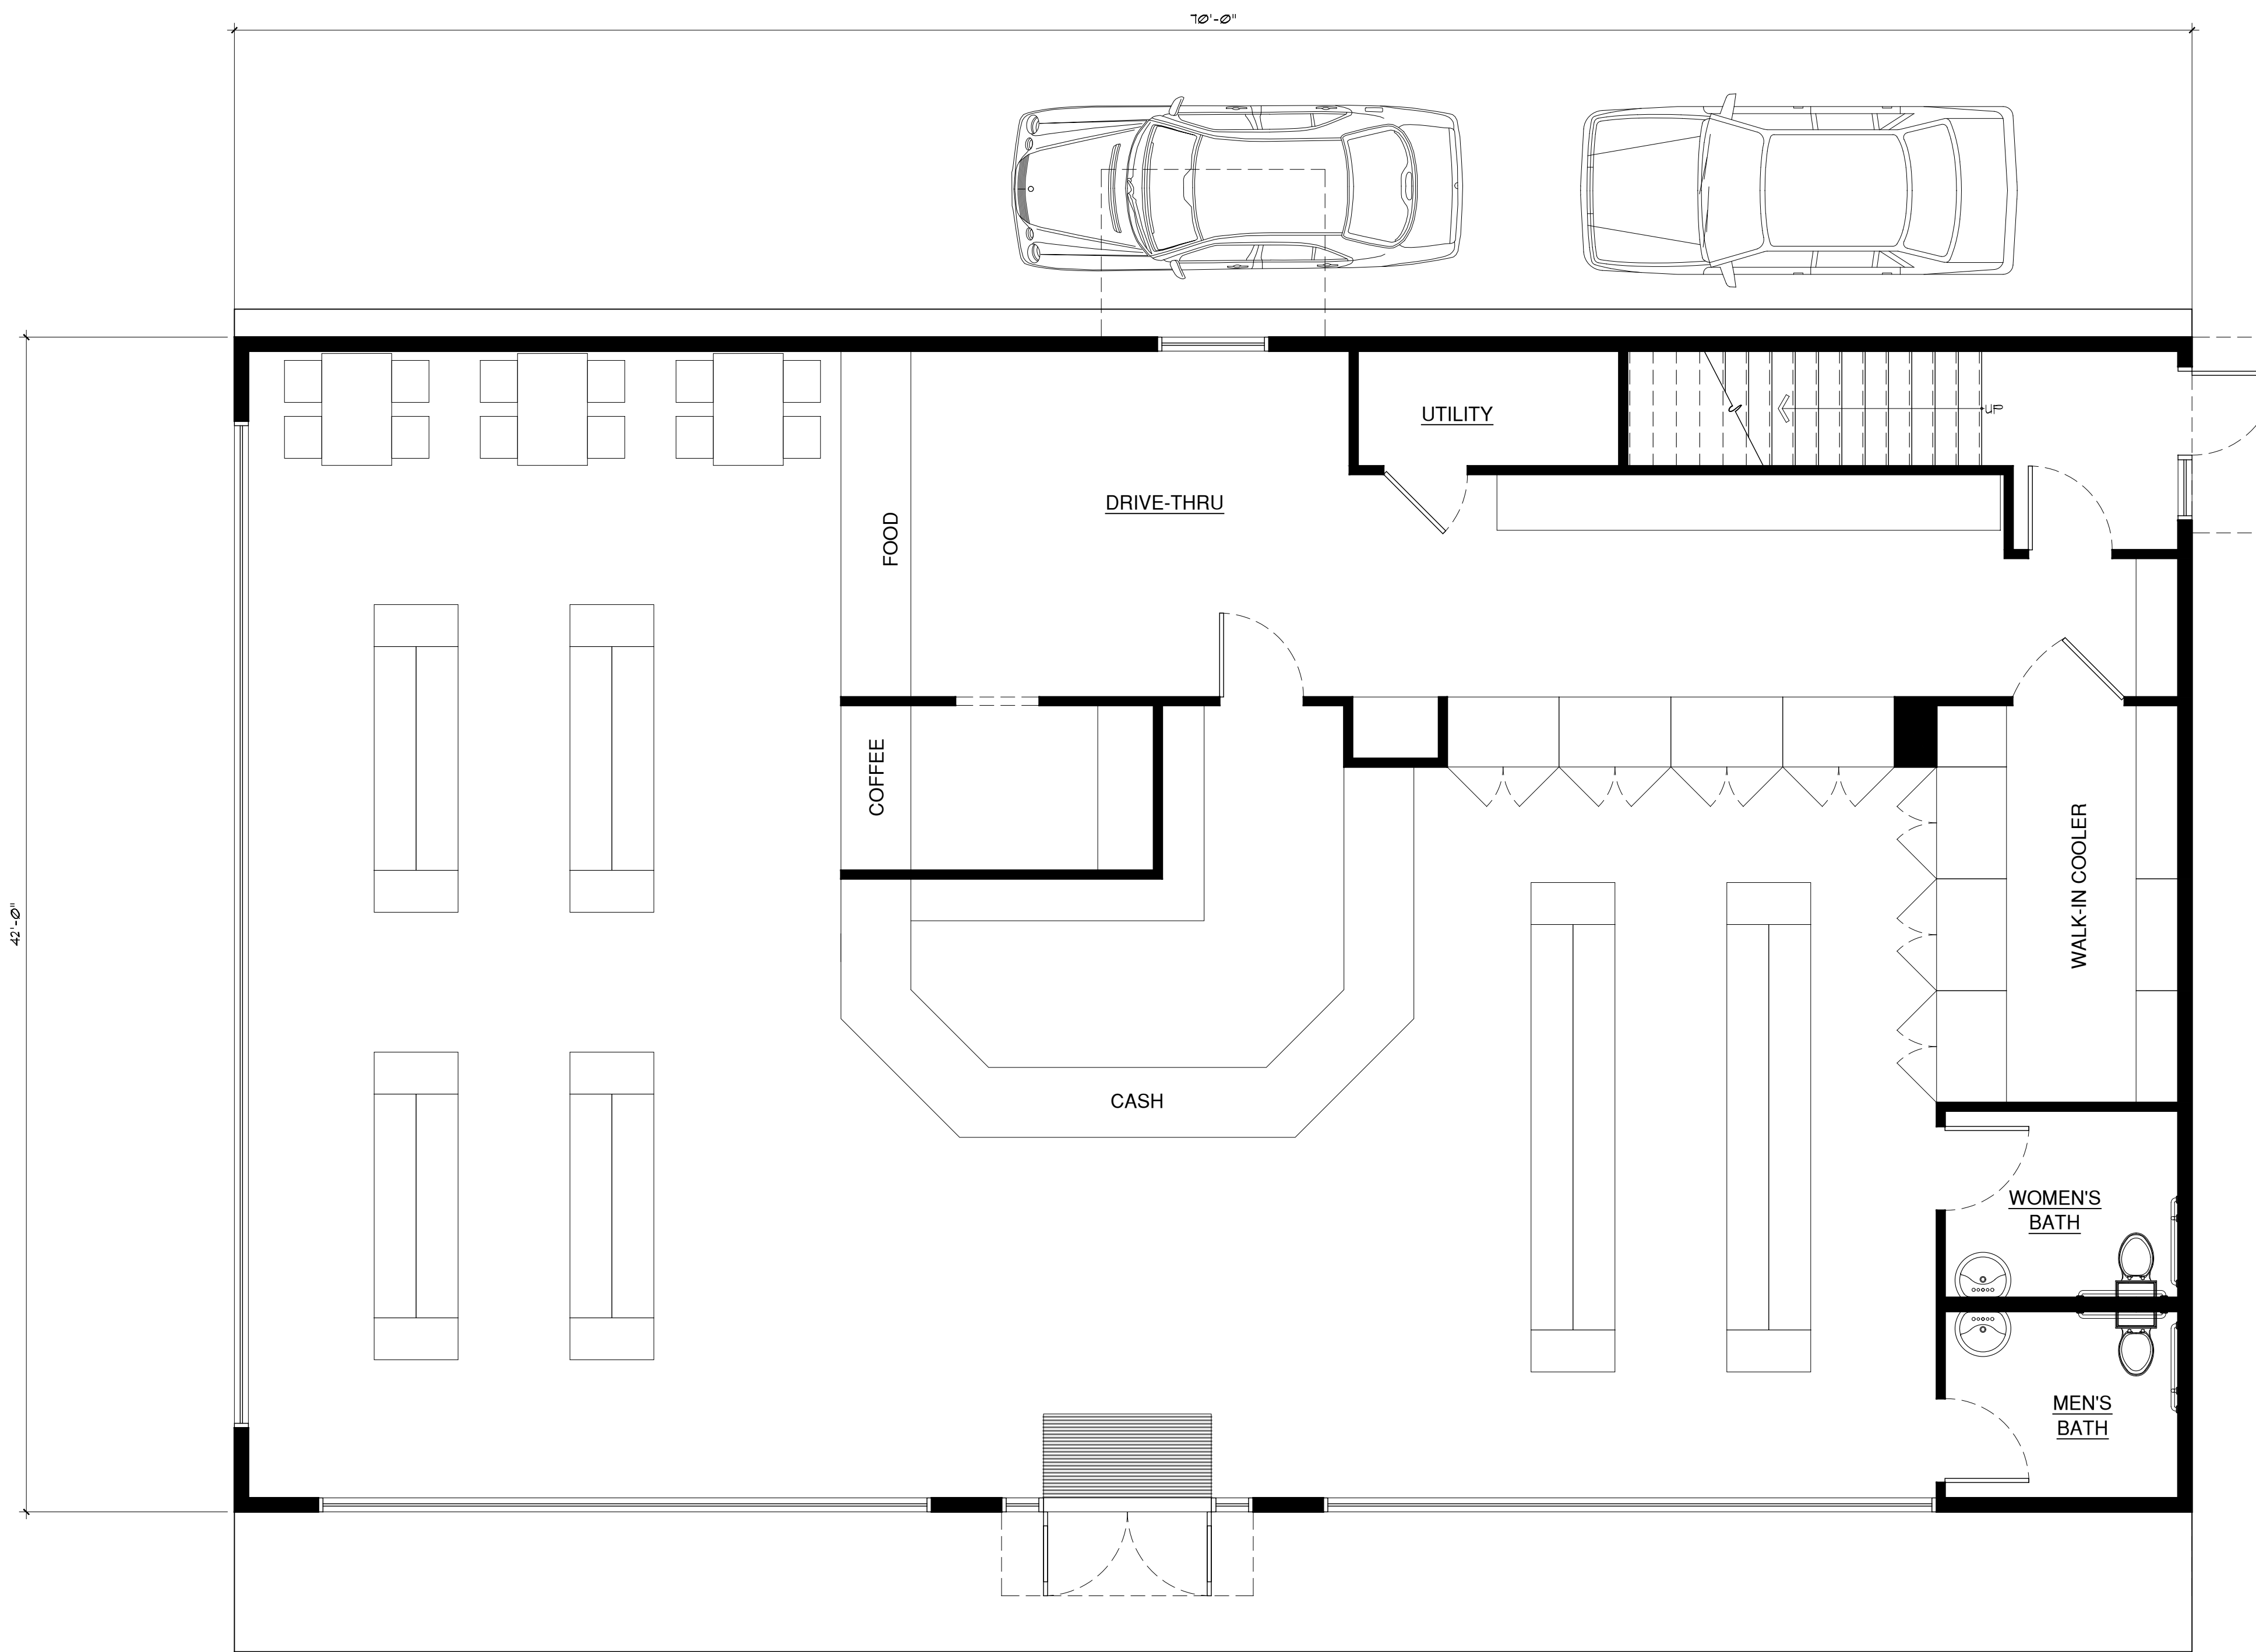 70'-0"
UP
UTILITY
DRIVE-THRU
FOOD
COFFEE
WALK-IN COOLER
42'-0"
CASH
WOMEN'S
BATH
MEN'S
BATH